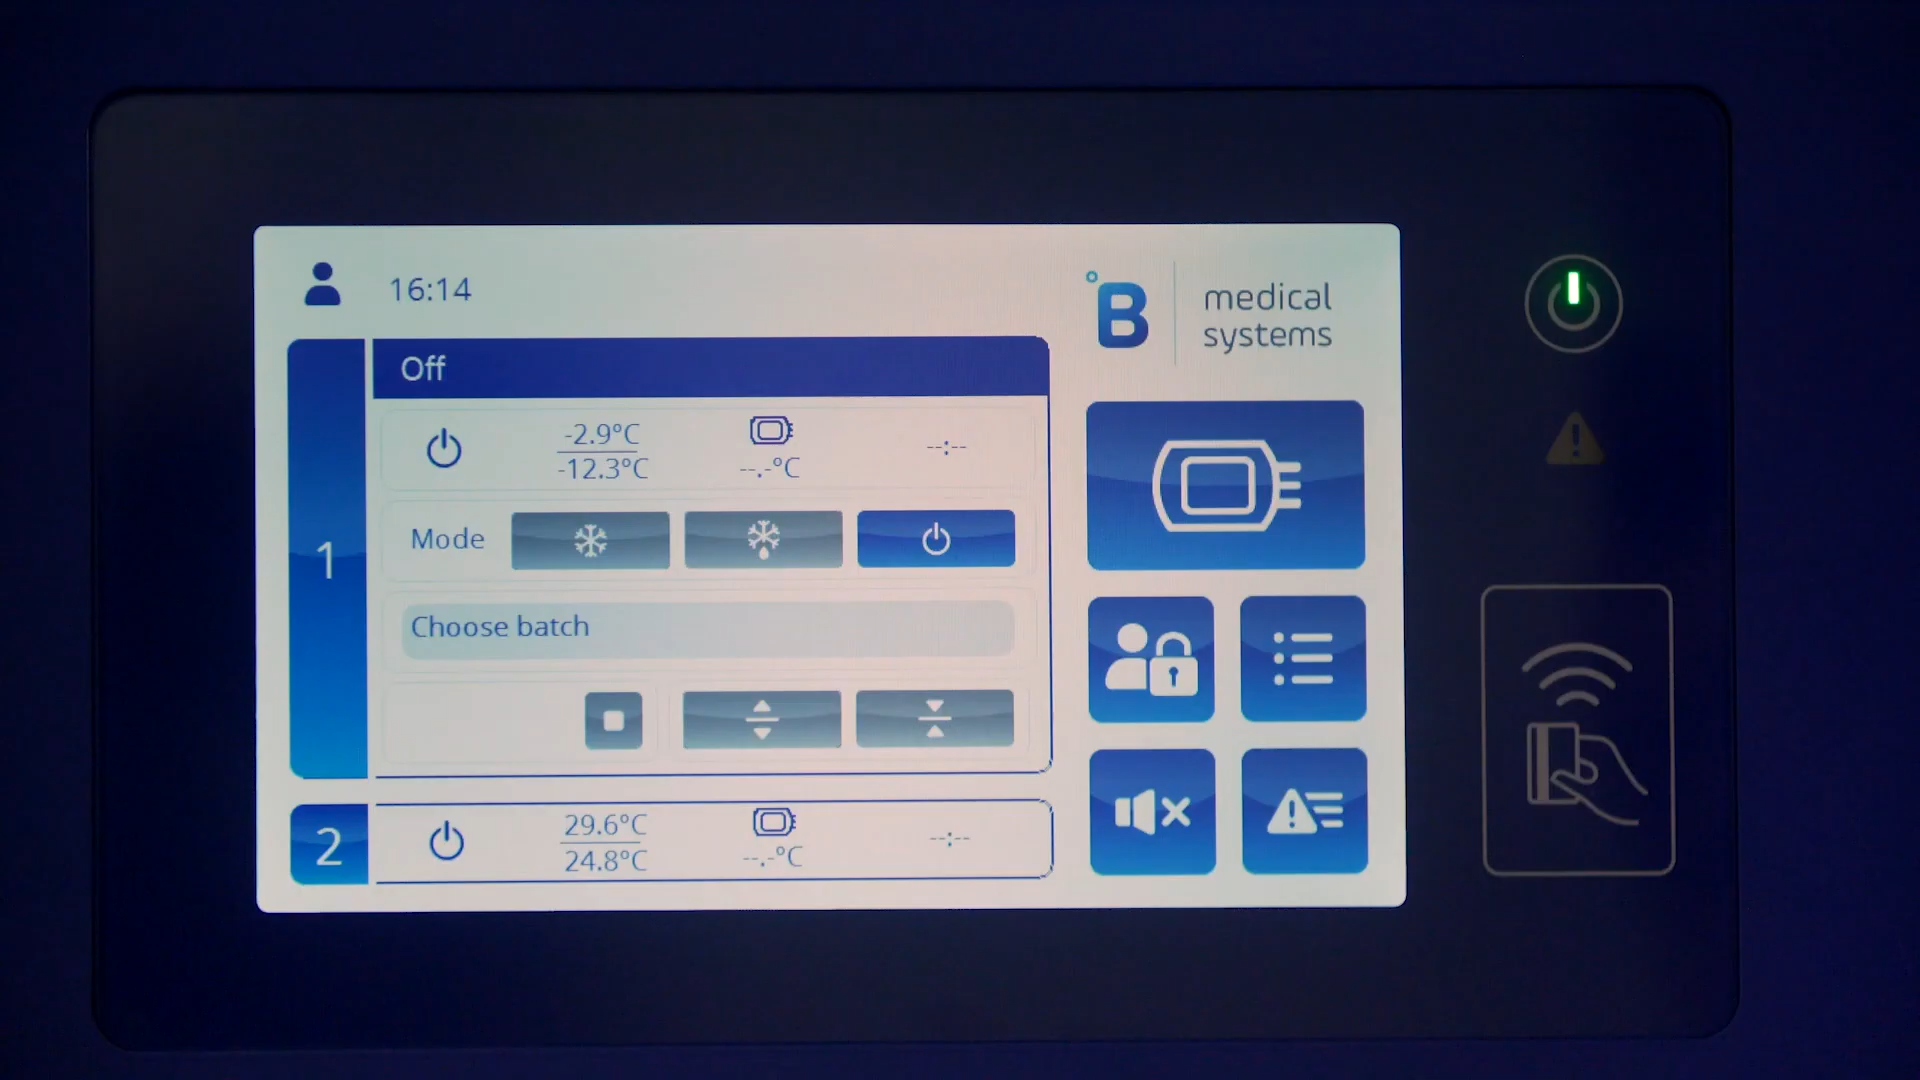 16:14
°B medical
systems
1
Off
-2.9°C
-12.3°C
--.-°C
--:--
Mode
Choose batch
2
29.6°C
24.8°C
--.-°C
--:--